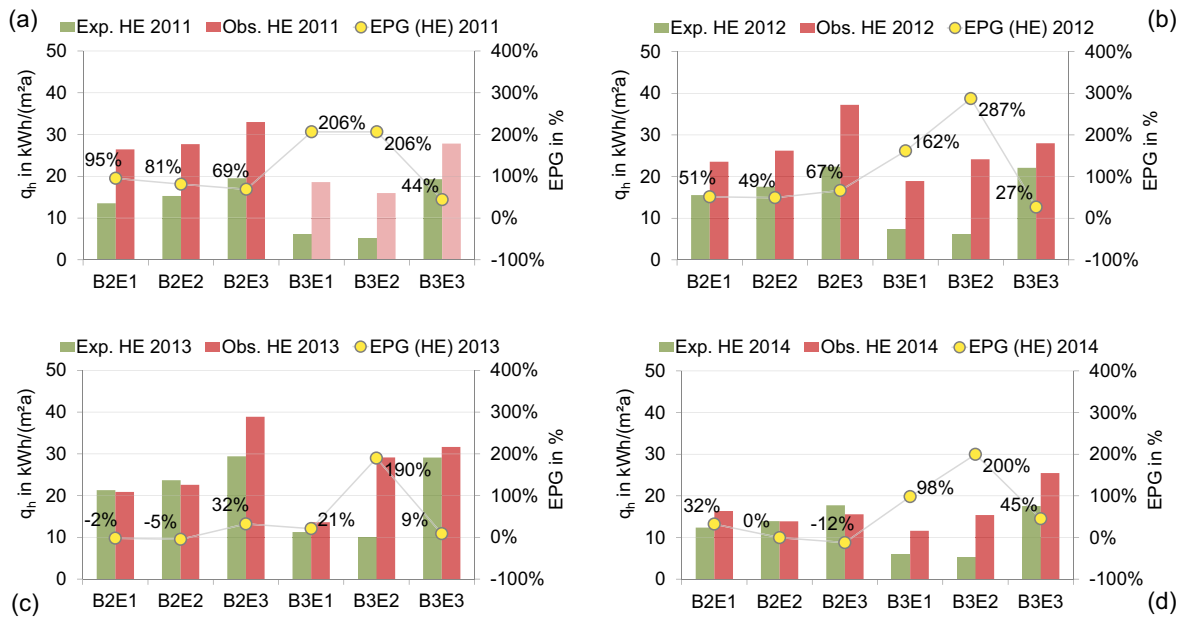 (a)
Exp. HE 2011 Obs. HE 2011 EPG (HE) 2011
50 400%
40 300%
30 200%
20 100%
10 0%
0 -100%
q_h in kWh/(m²a)
EPG in %
95% 81% 69% 206% 206% 44%
B2E1 B2E2 B2E3 B3E1 B3E2 B3E3
(b)
Exp. HE 2012 Obs. HE 2012 EPG (HE) 2012
50 400%
40 300%
30 200%
20 100%
10 0%
0 -100%
q_h in kWh/(m²a)
EPG in %
51% 49% 67% 162% 287% 27%
B2E1 B2E2 B2E3 B3E1 B3E2 B3E3
Exp. HE 2013 Obs. HE 2013 EPG (HE) 2013
50 400%
40 300%
30 200%
20 100%
10 0%
0 -100%
q_h in kWh/(m²a)
EPG in %
-2% -5% 32% 21% 190% 9%
B2E1 B2E2 B2E3 B3E1 B3E2 B3E3
(c)
Exp. HE 2014 Obs. HE 2014 EPG (HE) 2014
50 400%
40 300%
30 200%
20 100%
10 0%
0 -100%
q_h in kWh/(m²a)
EPG in %
32% 0% -12% 98% 200% 45%
B2E1 B2E2 B2E3 B3E1 B3E2 B3E3
(d)